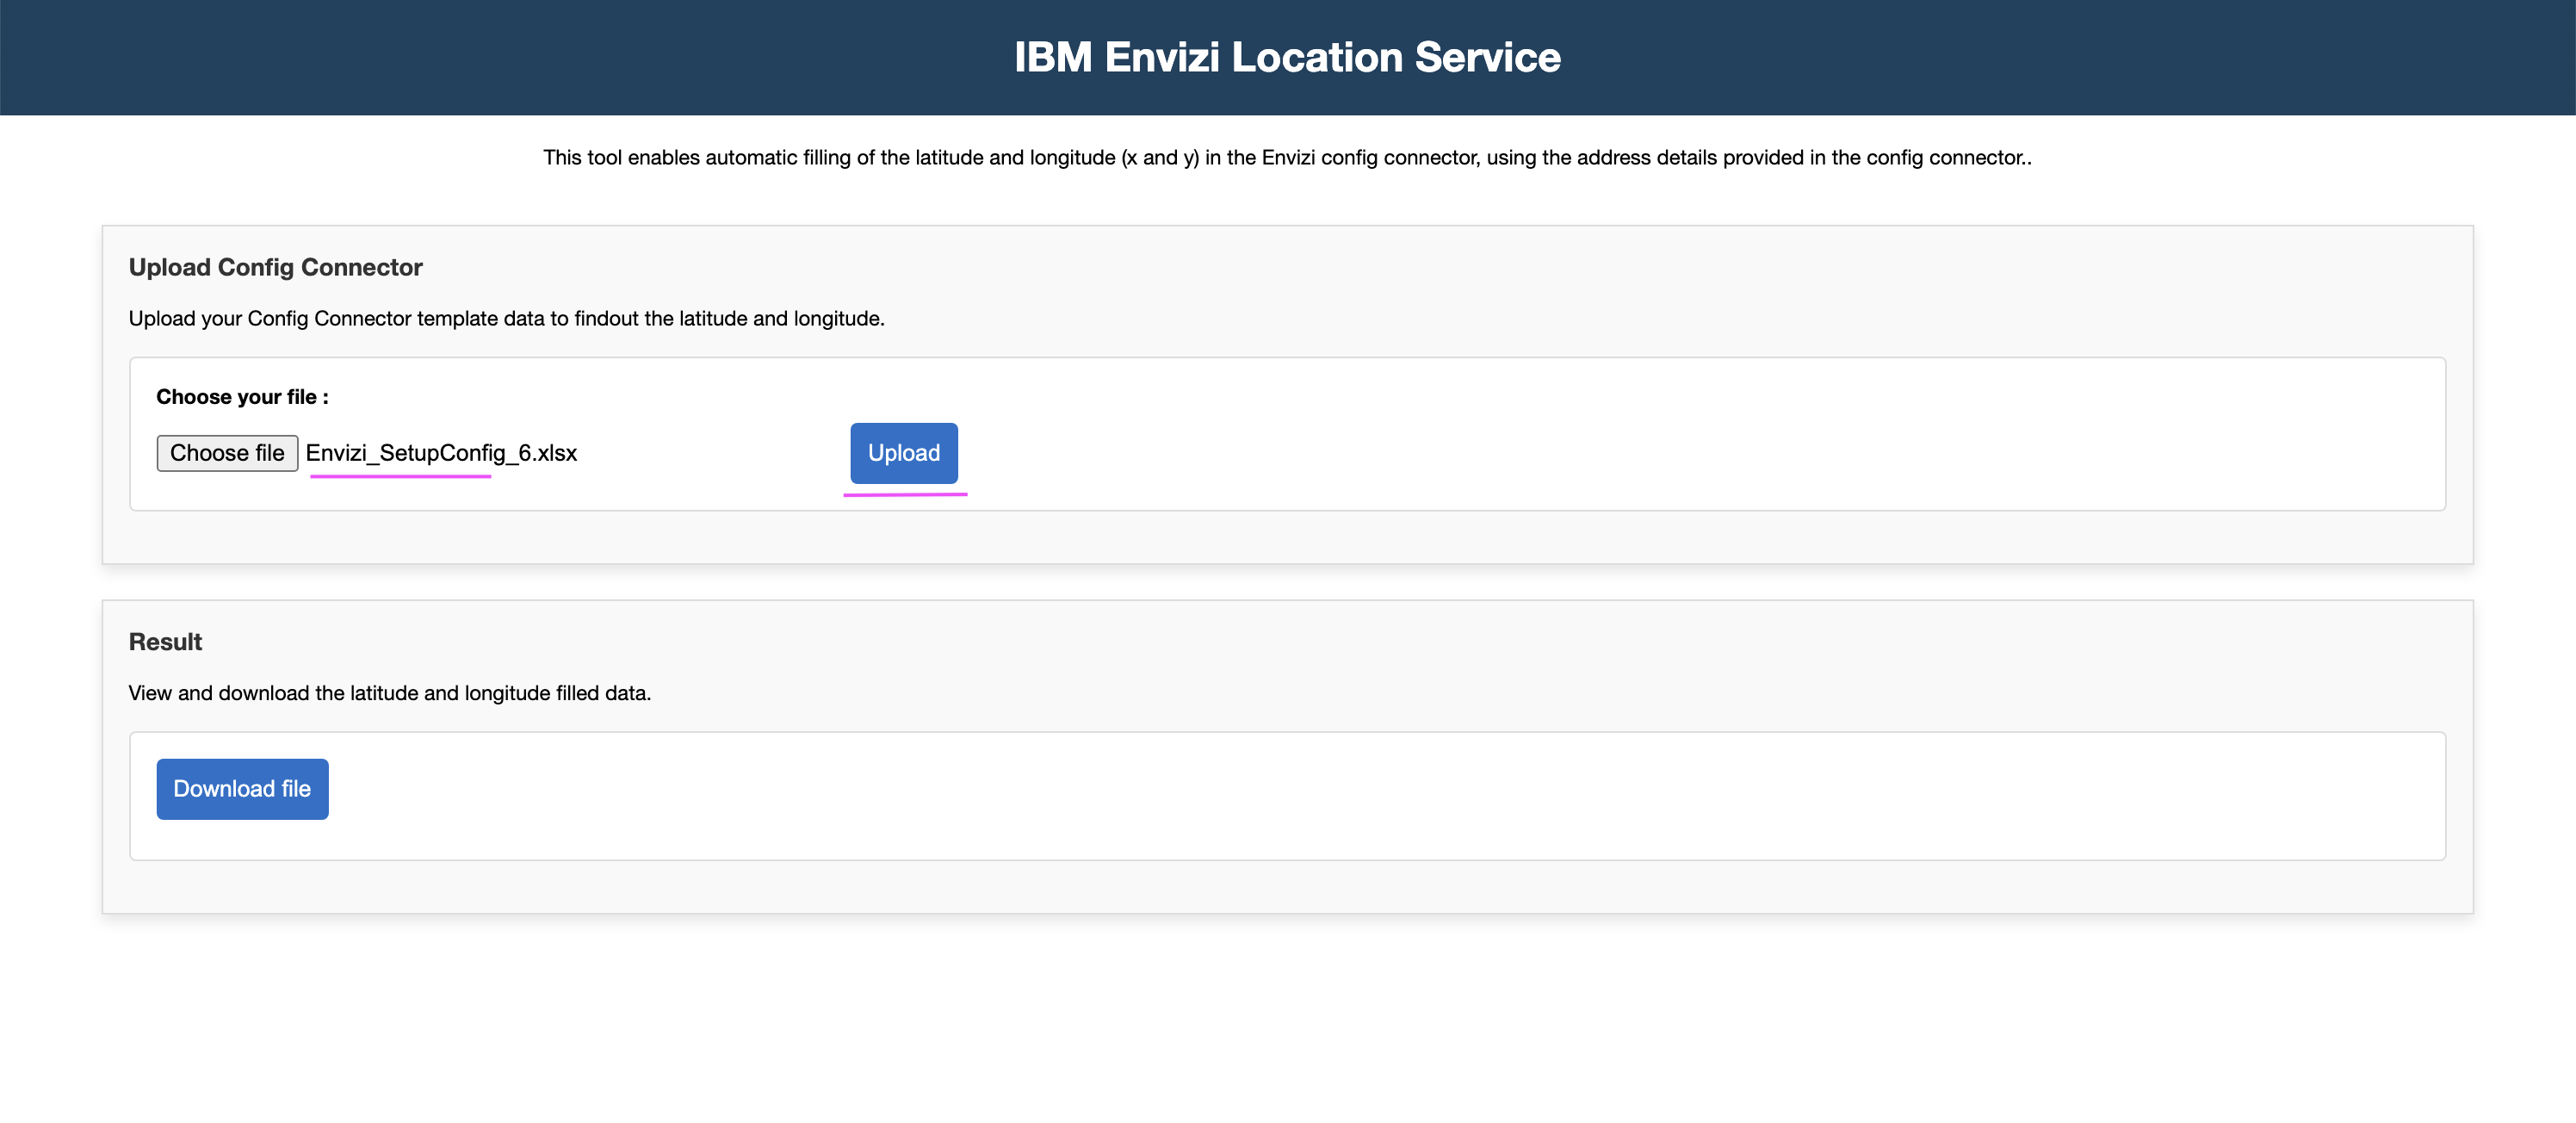 IBM Envizi Location Service
This tool enables automatic filling of the latitude and longitude (x and y) in the Envizi config connector, using the address details provided in the config connector..
Upload Config Connector
Upload your Config Connector template data to findout the latitude and longitude.
Choose your file :
Choose file Envizi_SetupConfig_6.xlsx Upload
Result
View and download the latitude and longitude filled data.
Download file